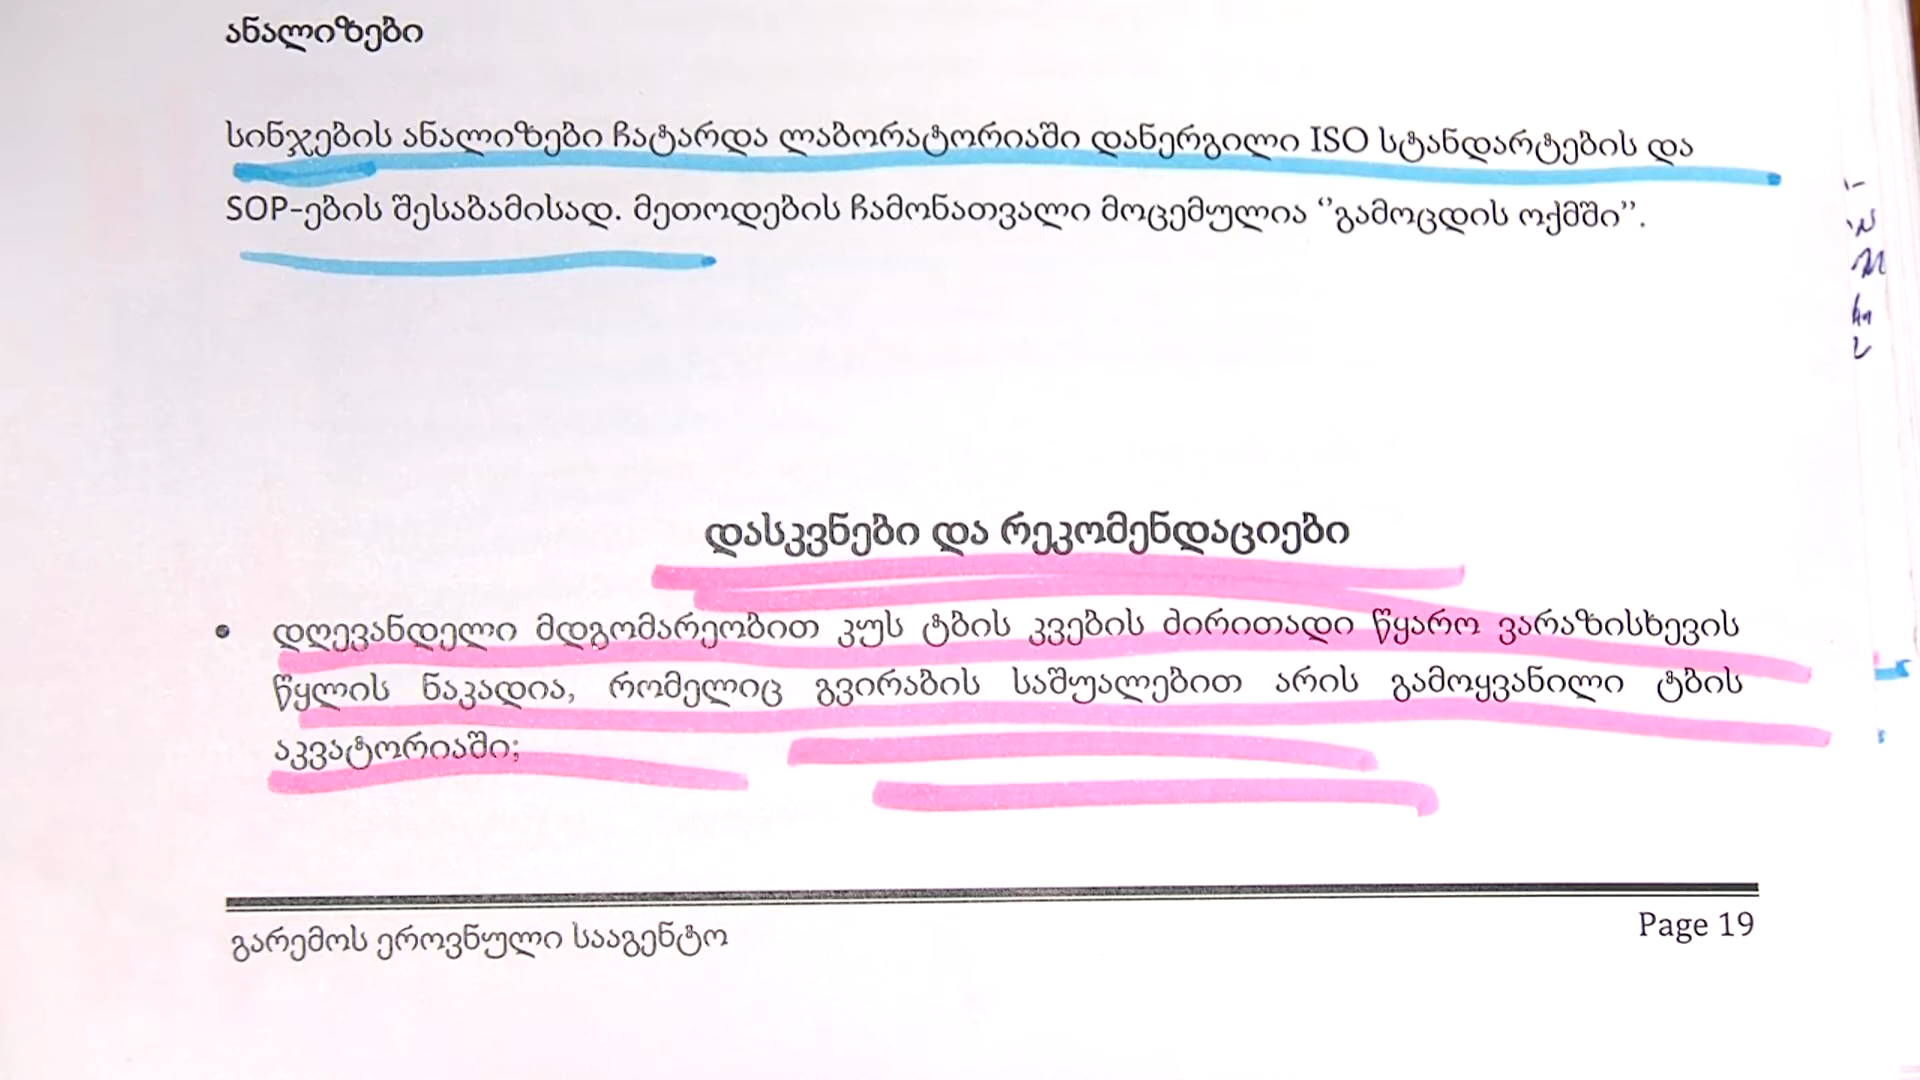 ანალიზები
სინჯების ანალიზები ჩატარდა ლაბორატორიაში დანერგილი ISO სტანდარტების და
SOP-ების შესაბამისად. მეთოდების ჩამონათვალი მოცემულია ‘’გამოცდის ოქმში’’.
დასკვნები და რეკომენდაციები
• დღევანდელი მდგომარეობით კუს ტბის კვების ძირითადი წყარო ვარაზისხევის
წყლის ნაკადია, რომელიც გვირაბის საშუალებით არის გამოყვანილი ტბის
აკვატორიაში;
გარემოს ეროვნული სააგენტო
Page 19